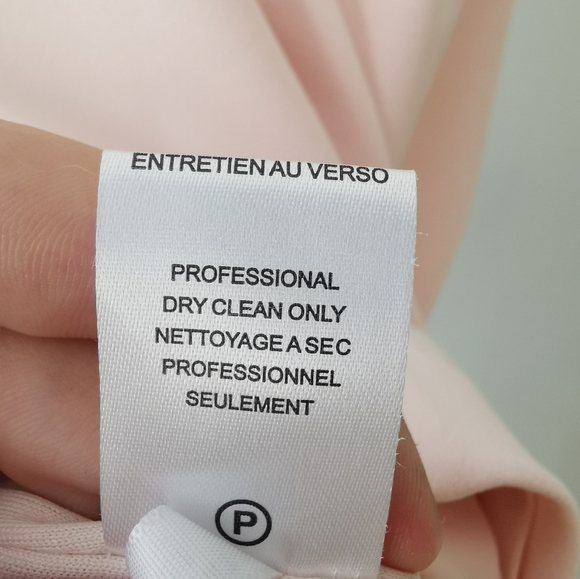 ENTRETIEN AU VERSO
PROFESSIONAL
DRY CLEAN ONLY
NETTOYAGE A SEC
PROFESSIONNEL
SEULEMENT
P